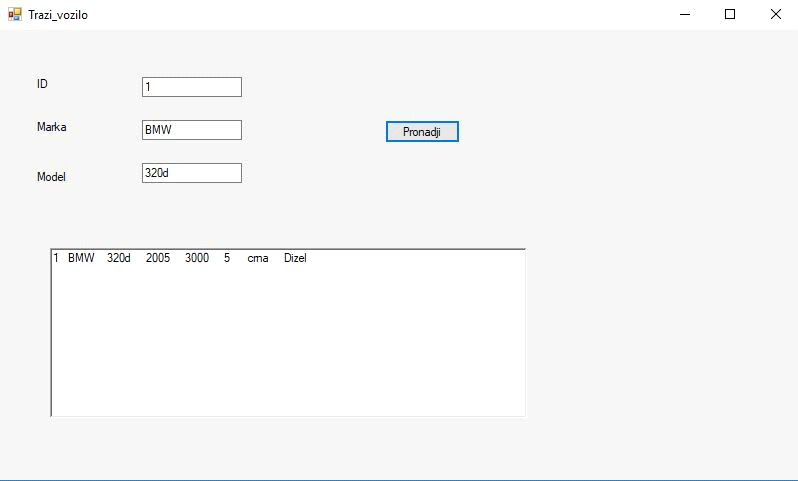 Trazi_vozilo
ID 1
Marka BMW
Pronadji
Model 320d
1 BMW 320d 2005 3000 5 crna Dizel